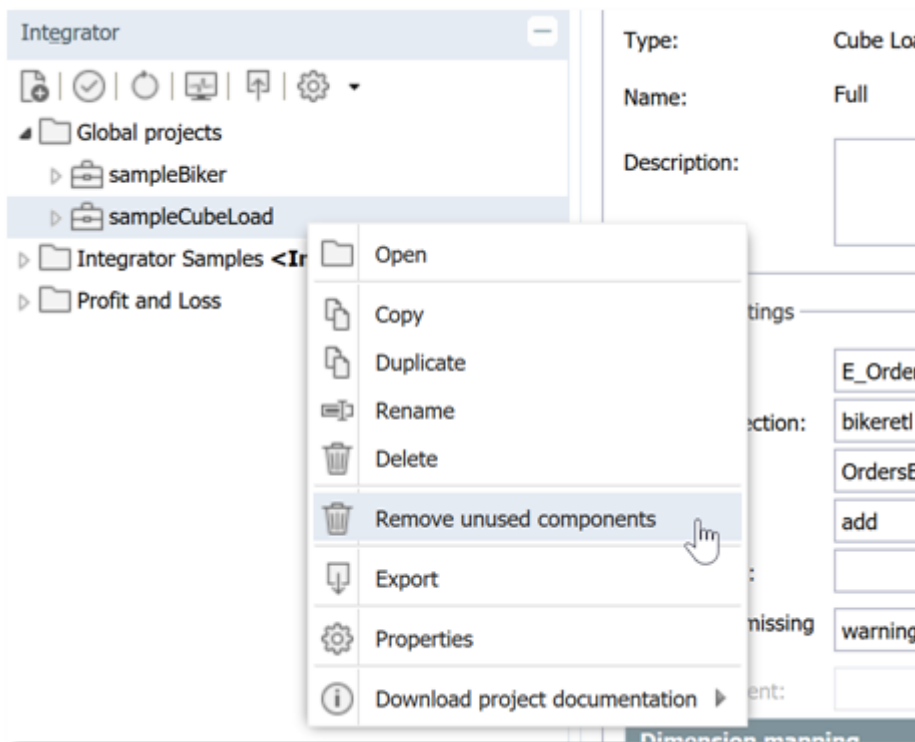 Integrator
Global projects
sampleBiker
sampleCubeLoad
Integrator Samples <Ir
Profit and Loss
Open
Copy
Duplicate
Rename
Delete
Remove unused components
Export
Properties
Download project documentation
Type: Cube Loa
Name: Full
Description:
tings
E_Order
ction: bikeretl
OrdersE
add
:
missing warning
ent:
Dimension mapping